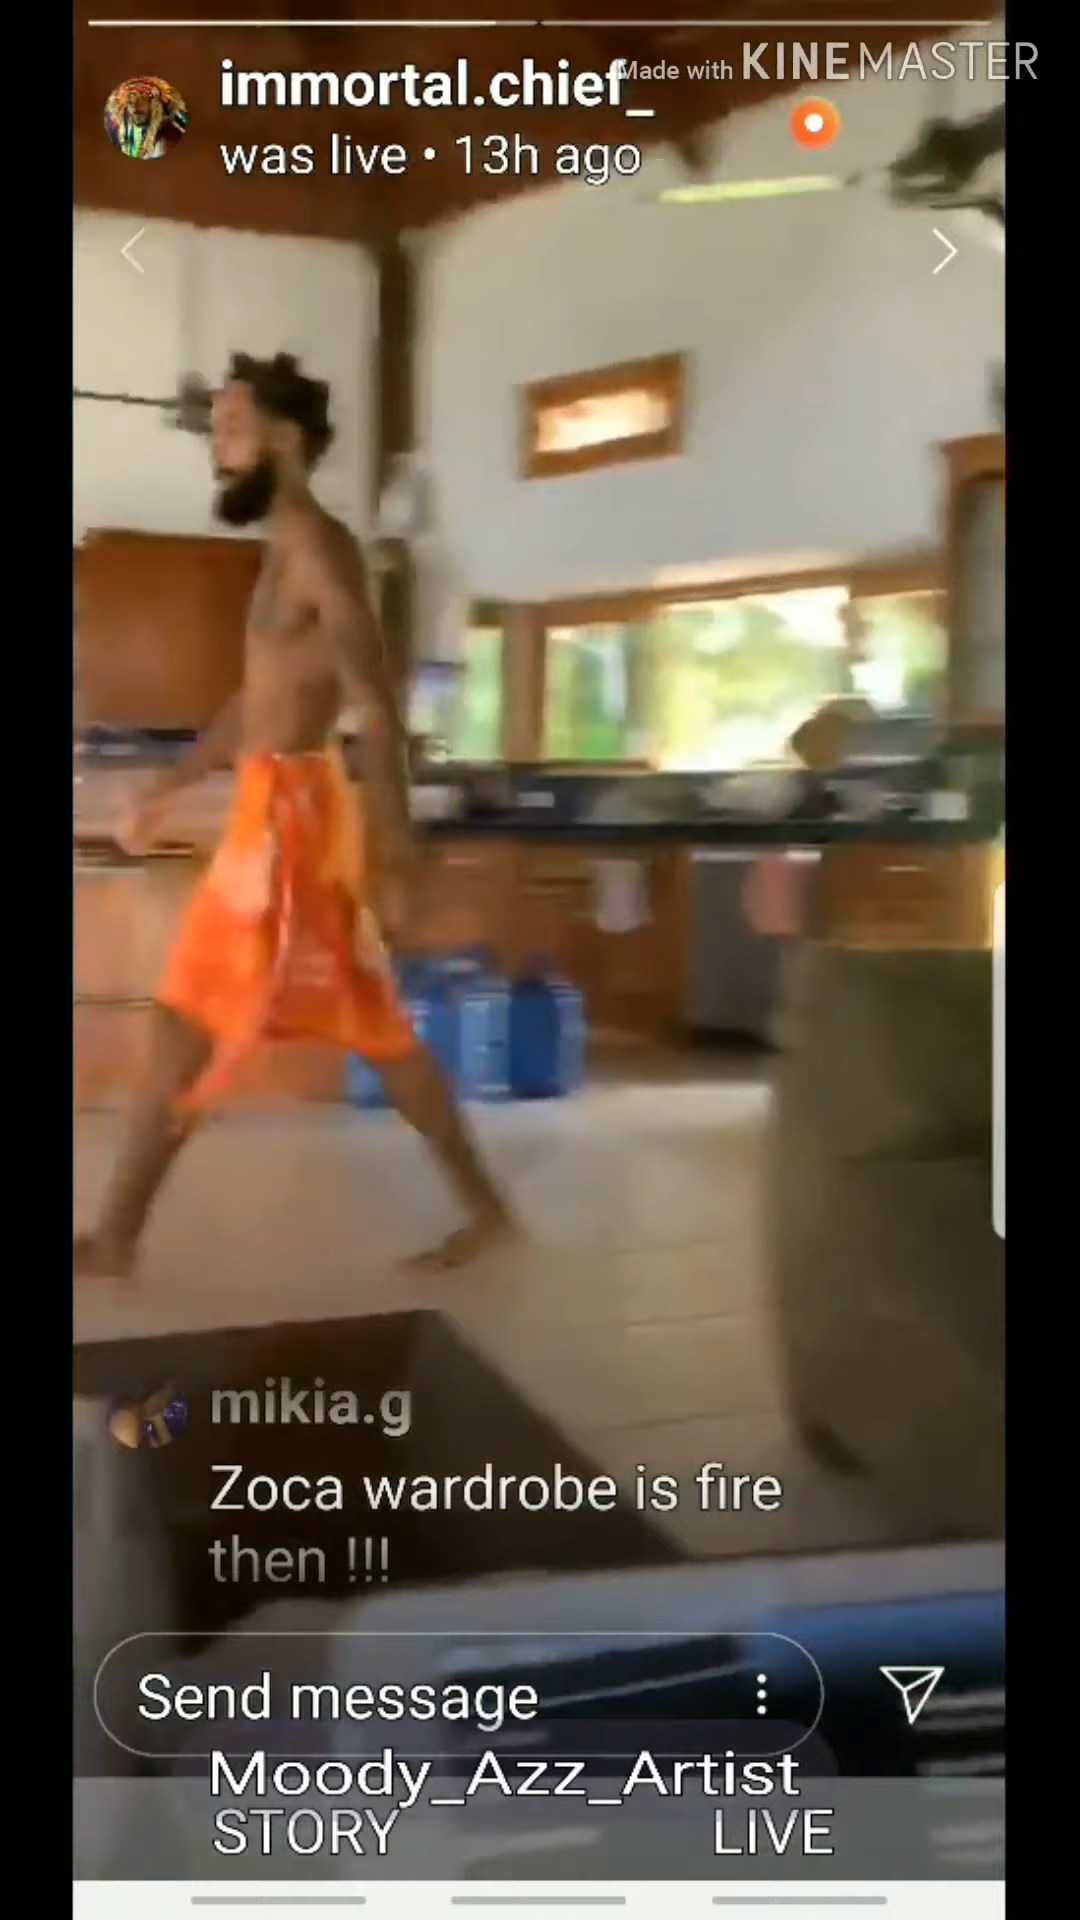 immortal.chief_
Made with KINEMASTER
was live • 13h ago
mikia.g
Zoca wardrobe is fire
then !!!
Send message
Moody_Azz_Artist
STORY
LIVE